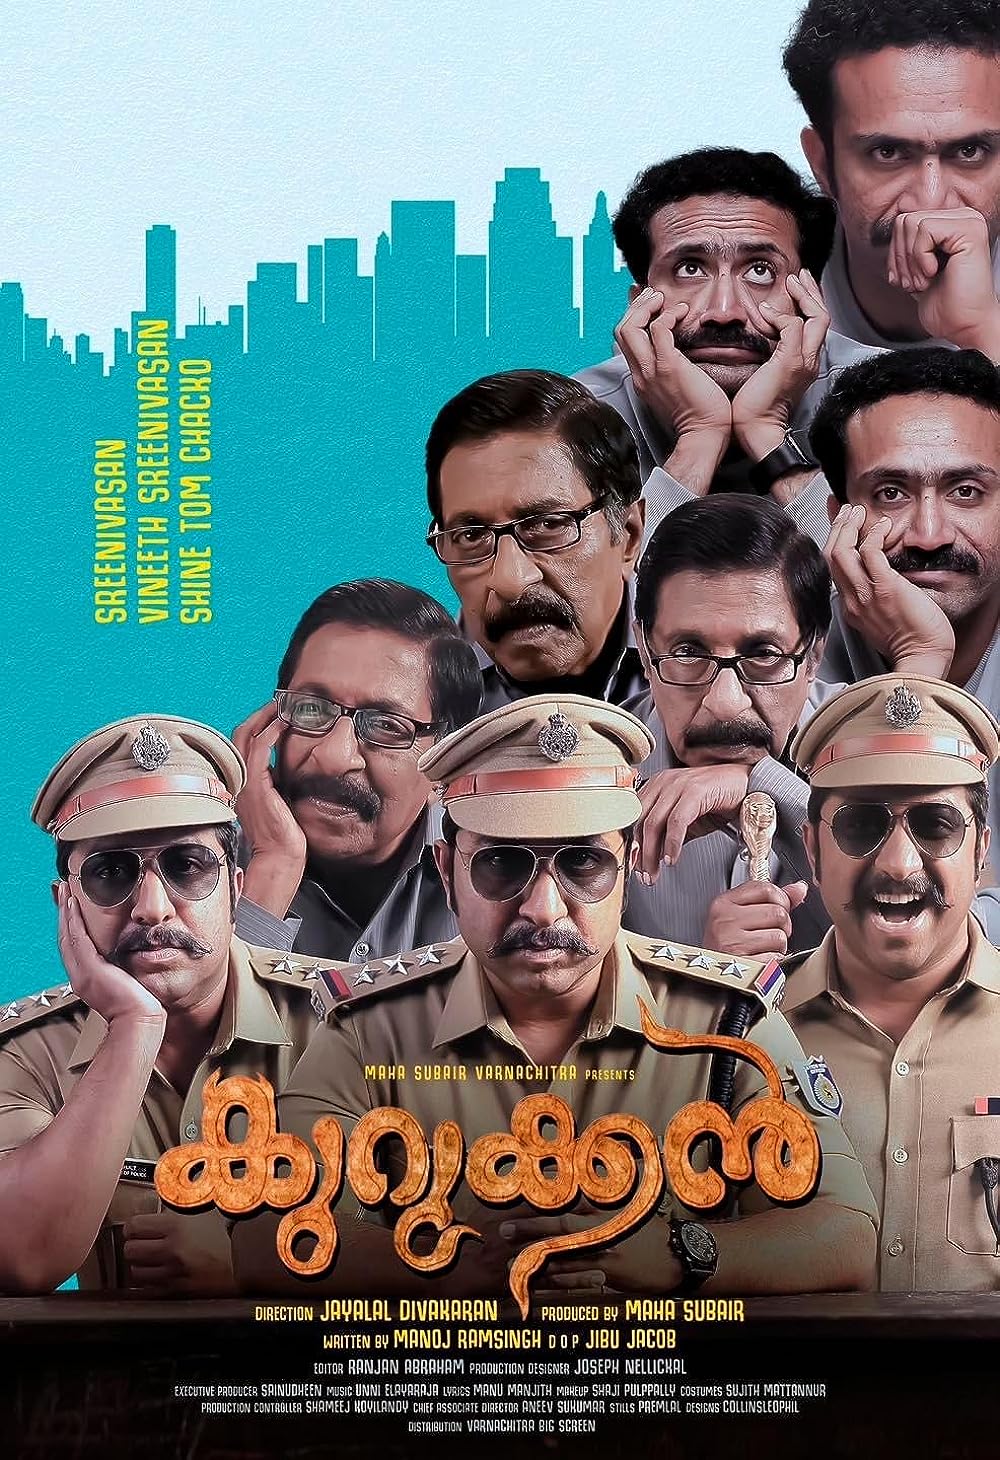 SREENIVASAN
VINEETH SREENIVASAN
SHINE TOM CHACKO
MAHA SUBAIR VARNACHITRA PRESENTS
കുറുക്കൻ
DIRECTION JAYALAL DIVAKARAN PRODUCED BY MAHA SUBAIR
WRITTEN BY MANOJ RAMSINGH D O P JIBU JACOB
EDITOR RANJAN ABRAHAM PRODUCTION DESIGNER JOSEPH NELLICKAL
EXECUTIVE PRODUCER SAINUDHEEN MUSIC UNNI ELAYARAJA LYRICS MANU MANJITH MAKEUP SHAJI PULPPALLY COSTUMES SUJITH MATTANNUR
PRODUCTION CONTROLLER SHAMEEJ KOYILANDY CHIEF ASSOCIATE DIRECTOR ANEEV SUKUMAR STILLS PREMLAL DESIGNS COLLINSLEOPHIL
DISTRIBUTION VARNACHITRA BIG SCREEN